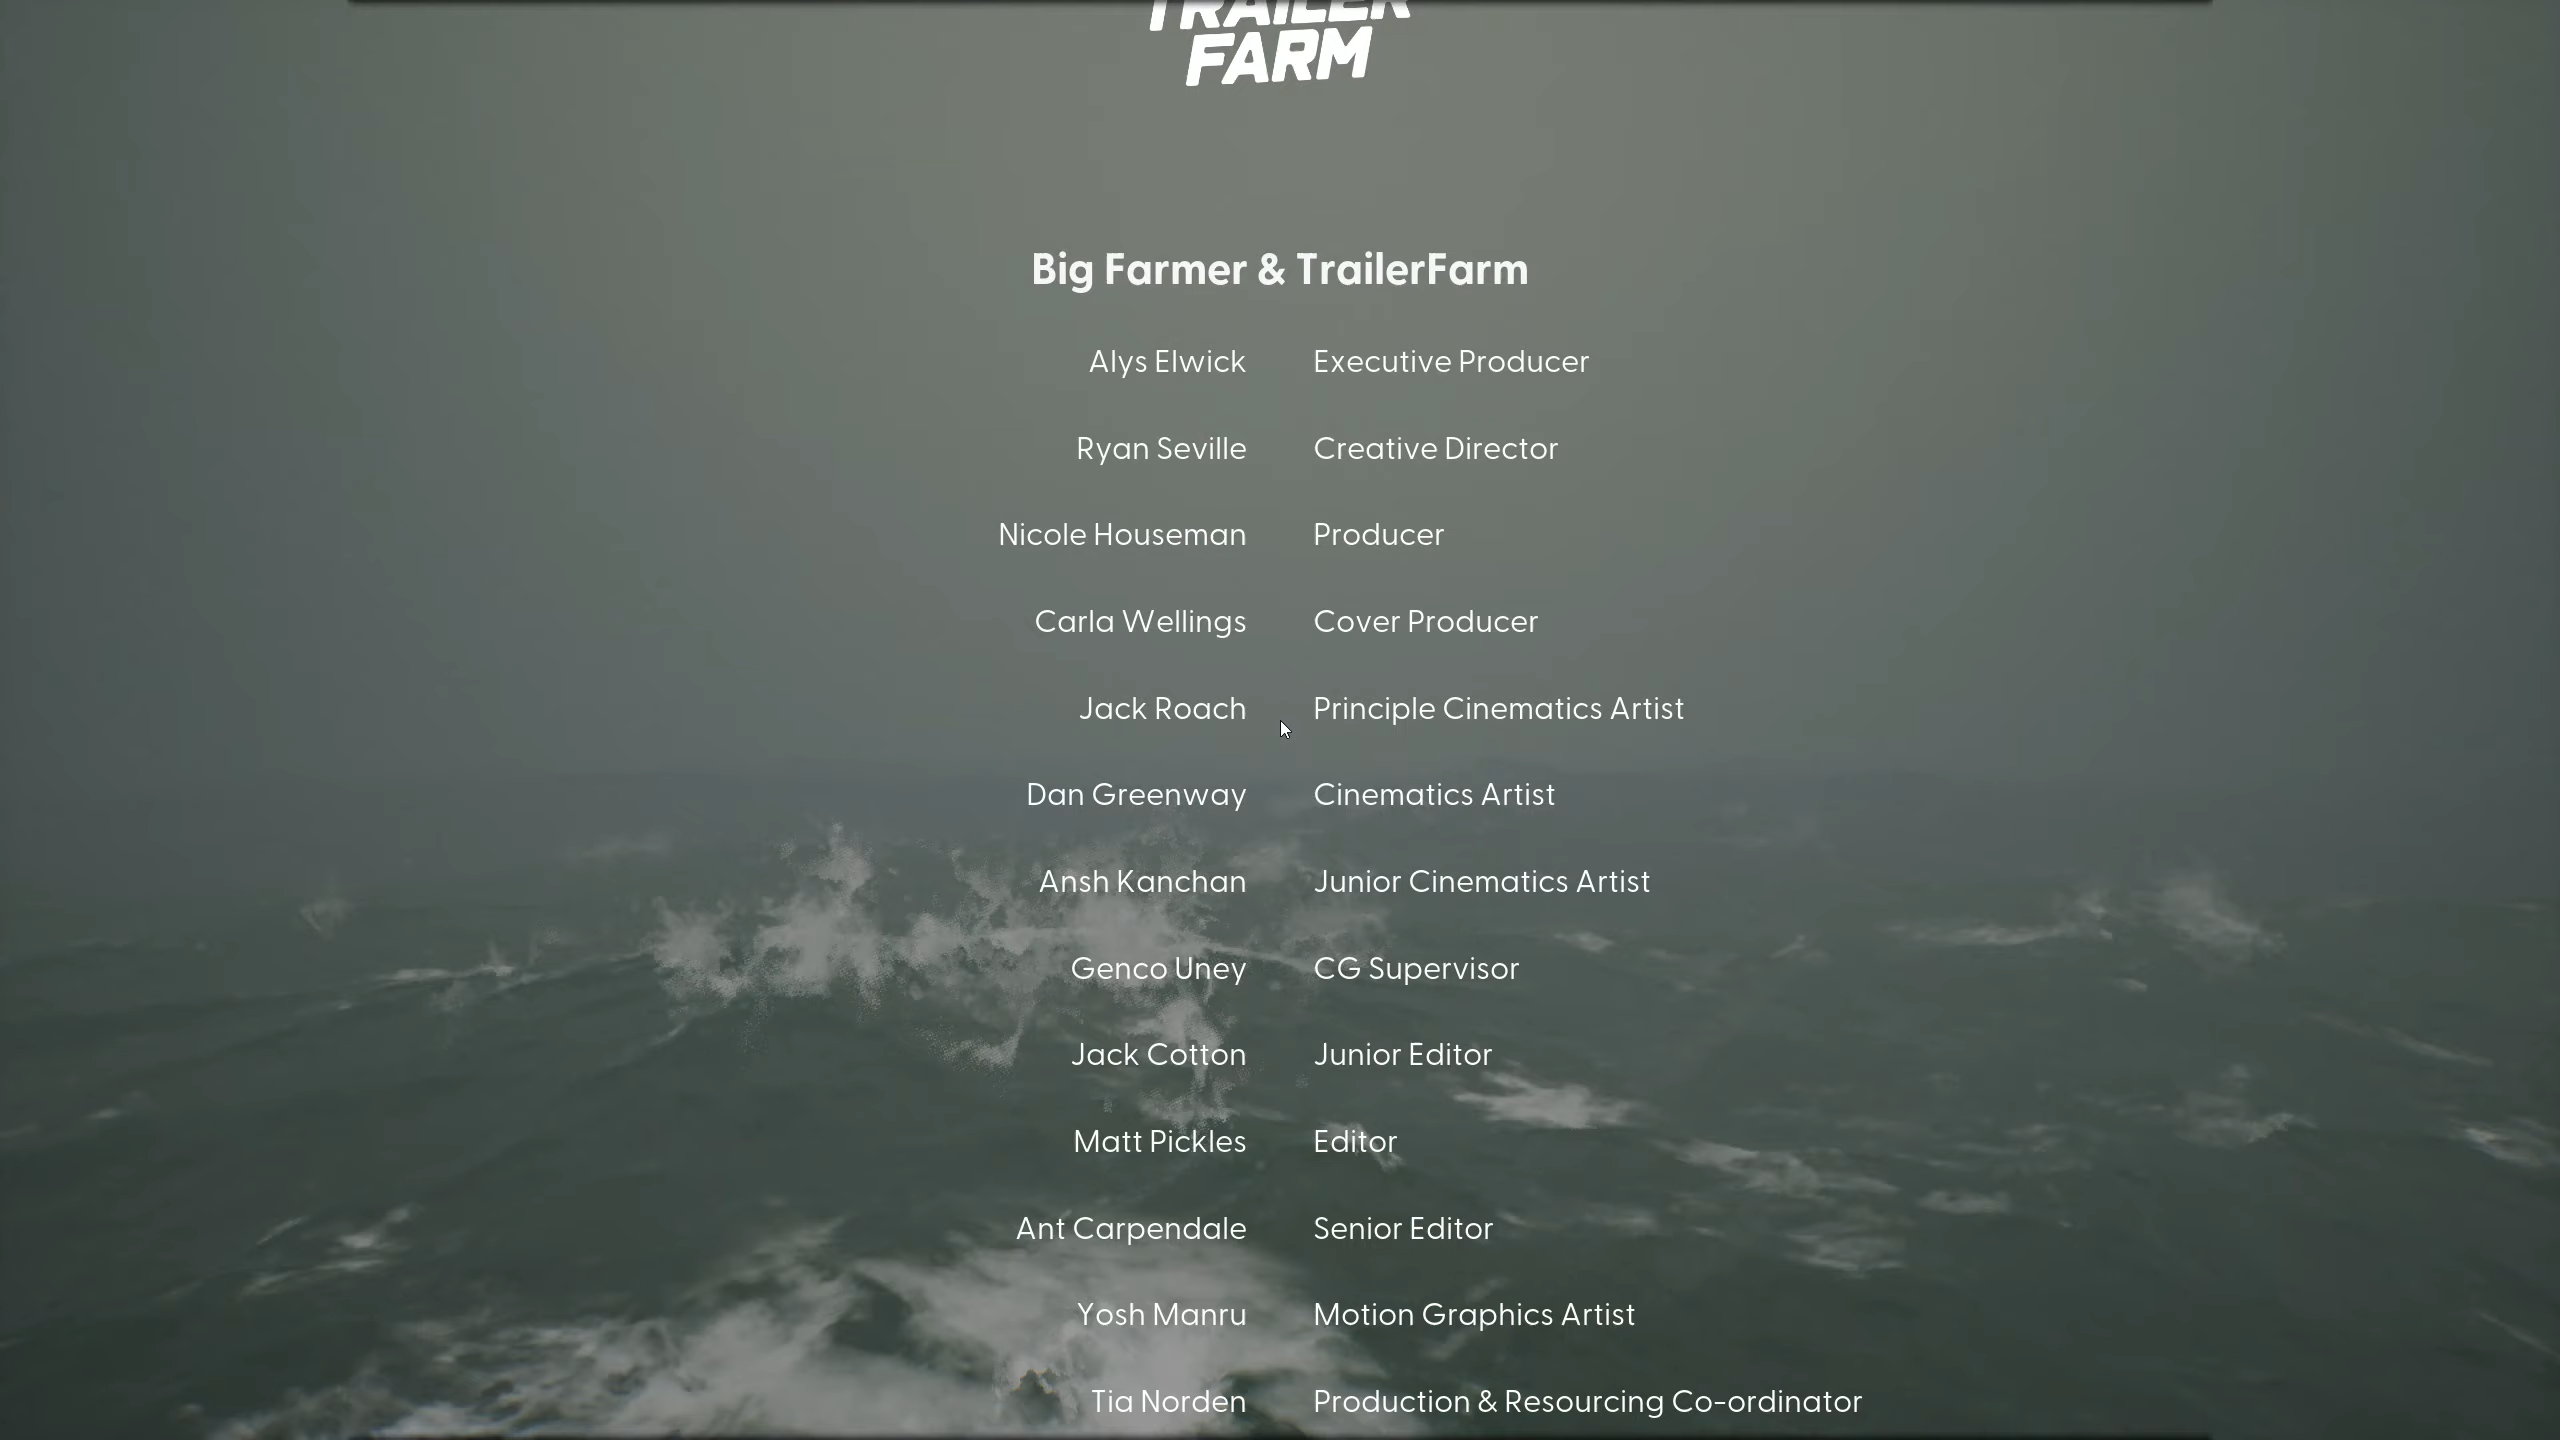 TRAILER
FARM
Big Farmer & TrailerFarm
Alys Elwick Executive Producer
Ryan Seville Creative Director
Nicole Houseman Producer
Carla Wellings Cover Producer
Jack Roach Principle Cinematics Artist
Dan Greenway Cinematics Artist
Ansh Kanchan Junior Cinematics Artist
Genco Uney CG Supervisor
Jack Cotton Junior Editor
Matt Pickles Editor
Ant Carpendale Senior Editor
Yosh Manru Motion Graphics Artist
Tia Norden Production & Resourcing Co-ordinator